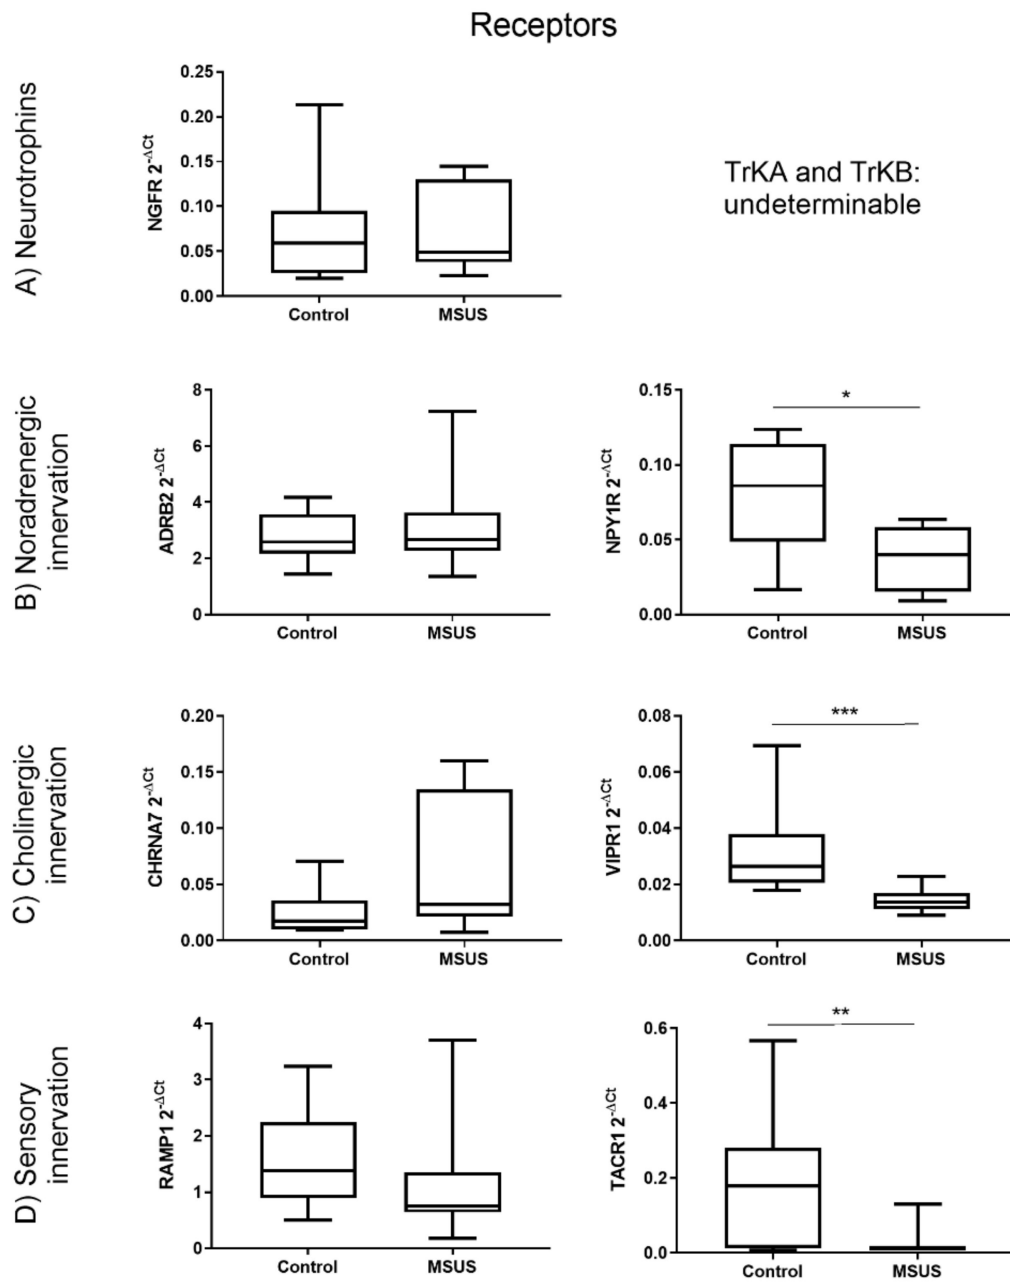 Receptors
A) Neurotrophins
NGFR 2-ΔCt
0.25
0.20
0.15
0.10
0.05
0.00
Control
MSUS
TrKA and TrKB:
undeterminable
B) Noradrenergic
innervation
ADRB2 2-ΔCt
8
6
4
2
0
Control
MSUS
NPY1R 2-ΔCt
0.15
0.10
0.05
0.00
*
Control
MSUS
C) Cholinergic
innervation
CHRNA7 2-ΔCt
0.20
0.15
0.10
0.05
0.00
Control
MSUS
VIPR1 2-ΔCt
0.08
0.06
0.04
0.02
0.00
***
Control
MSUS
D) Sensory
innervation
RAMP1 2-ΔCt
4
3
2
1
0
Control
MSUS
TACR1 2-ΔCt
0.6
0.4
0.2
0.0
**
Control
MSUS